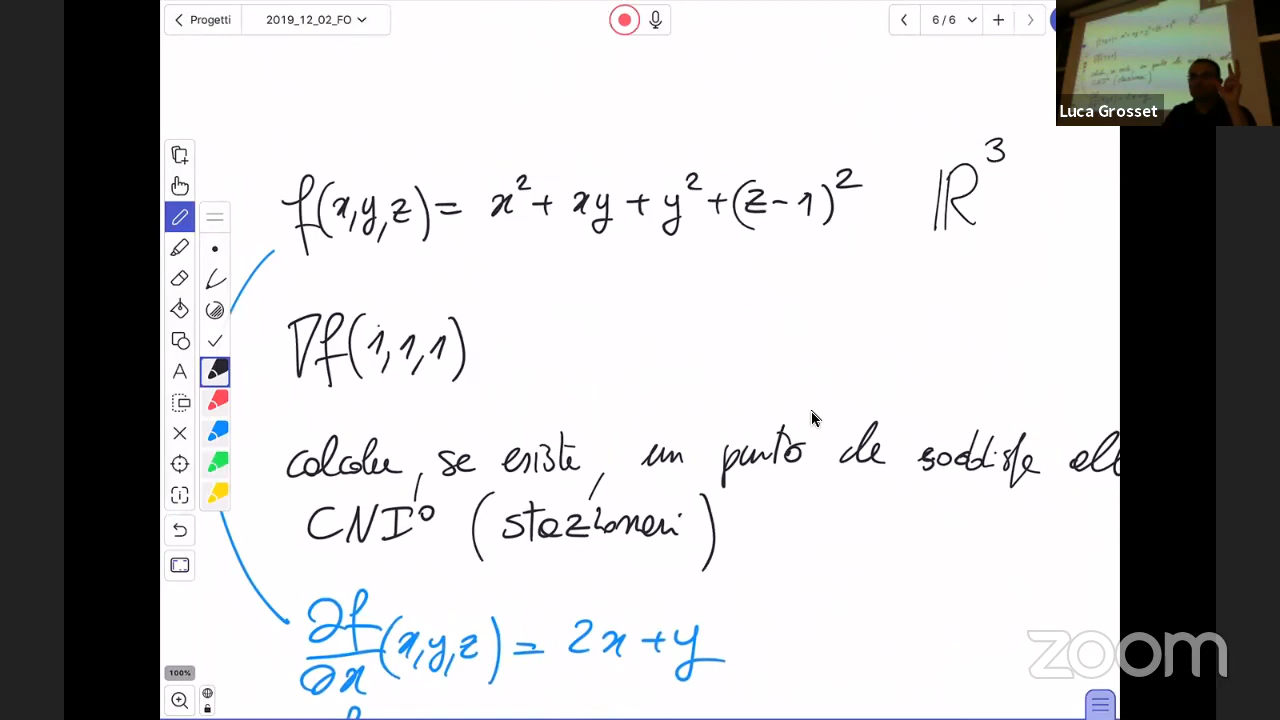 Progetti
2019_12_02_FO
6/6
Luca Grosset
f(x,y,z) = x² + xy + y² + (z-1)² ℝ³
∇f(1,1,1)
calcola, se esiste, un punto che soddisfa
CNI° (stazionari)
∂f/∂x (x,y,z) = 2x + y
A
100%
zoom